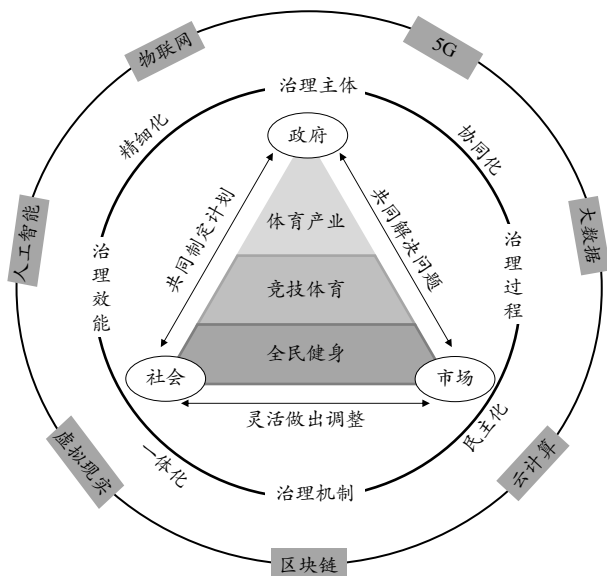 物联网
5G
治理主体
精细化
政府
协同化
共同制定计划
共同解决问题
体育产业
人工智能
大数据
治理效能
治理过程
竞技体育
全民健身
社会
市场
灵活做出调整
虚拟现实
一体化
民主化
云计算
治理机制
区块链